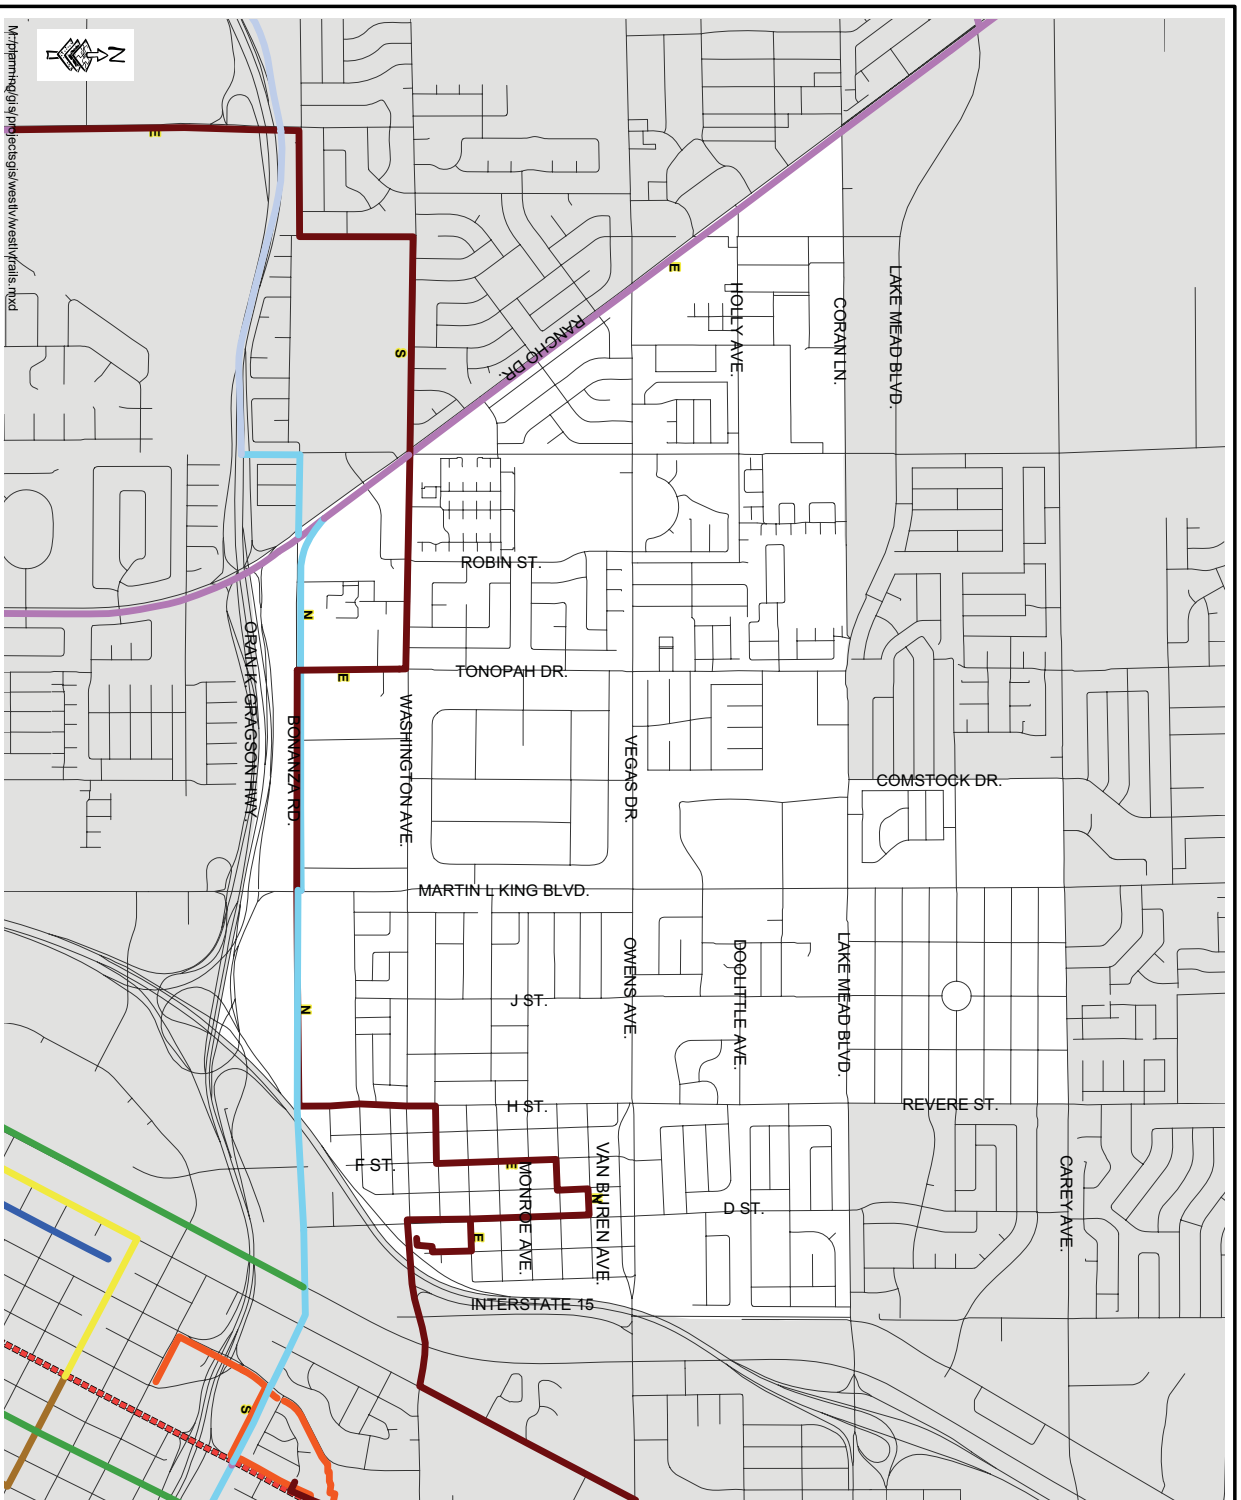 N
M:/planning/gis/projectsgis/westlv/westlvtrails.mxd
E
S
E
RANCHO DR.
HOLLY AVE.
CORAN LN.
LAKE MEAD BLVD.
ROBIN ST.
N
E
TONOPAH DR.
ORAN K. GRAGSON HWY.
BONANZA RD.
WASHINGTON AVE.
VEGAS DR.
COMSTOCK DR.
MARTIN L KING BLVD.
OWENS AVE.
DOOLITTLE AVE.
LAKE MEAD BLVD.
J ST.
N
H ST.
REVERE ST.
F ST.
E
MONROE AVE.
VAN BUREN AVE.
N
D ST.
CAREY AVE.
E
INTERSTATE 15
S